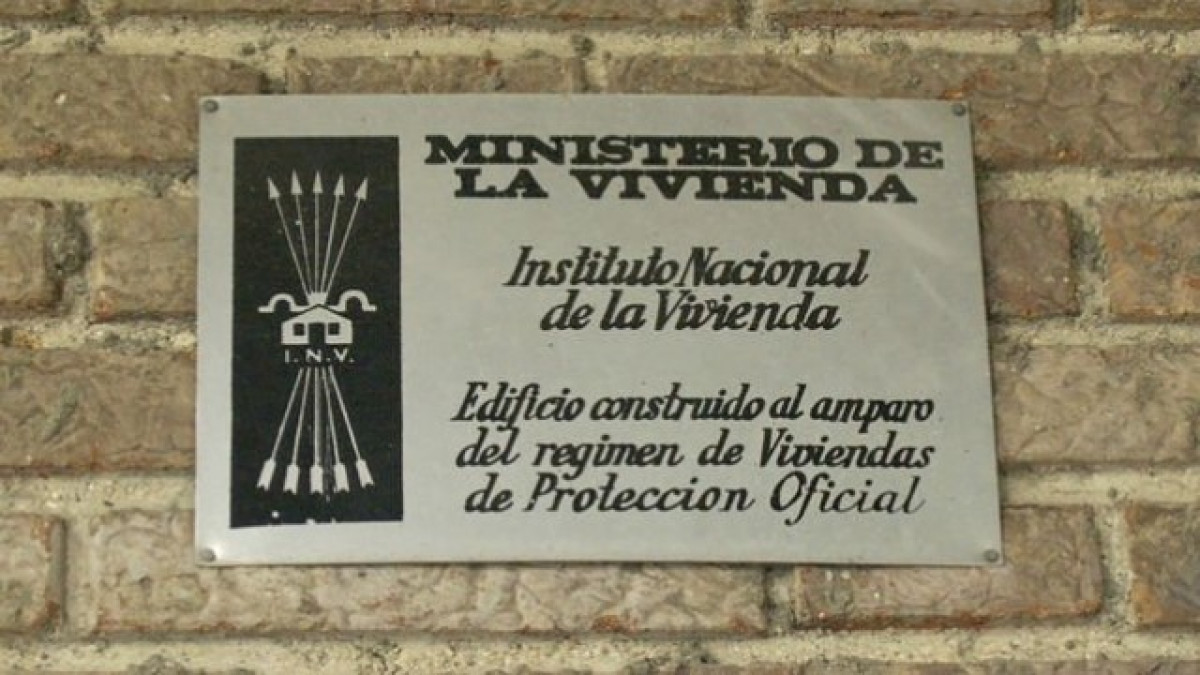 MINISTERIO DE
LA VIVIENDA
Instituto Nacional
de la Vivienda
I.N.V.
Edificio construido al amparo
del regimen de Viviendas
de Proteccion Oficial